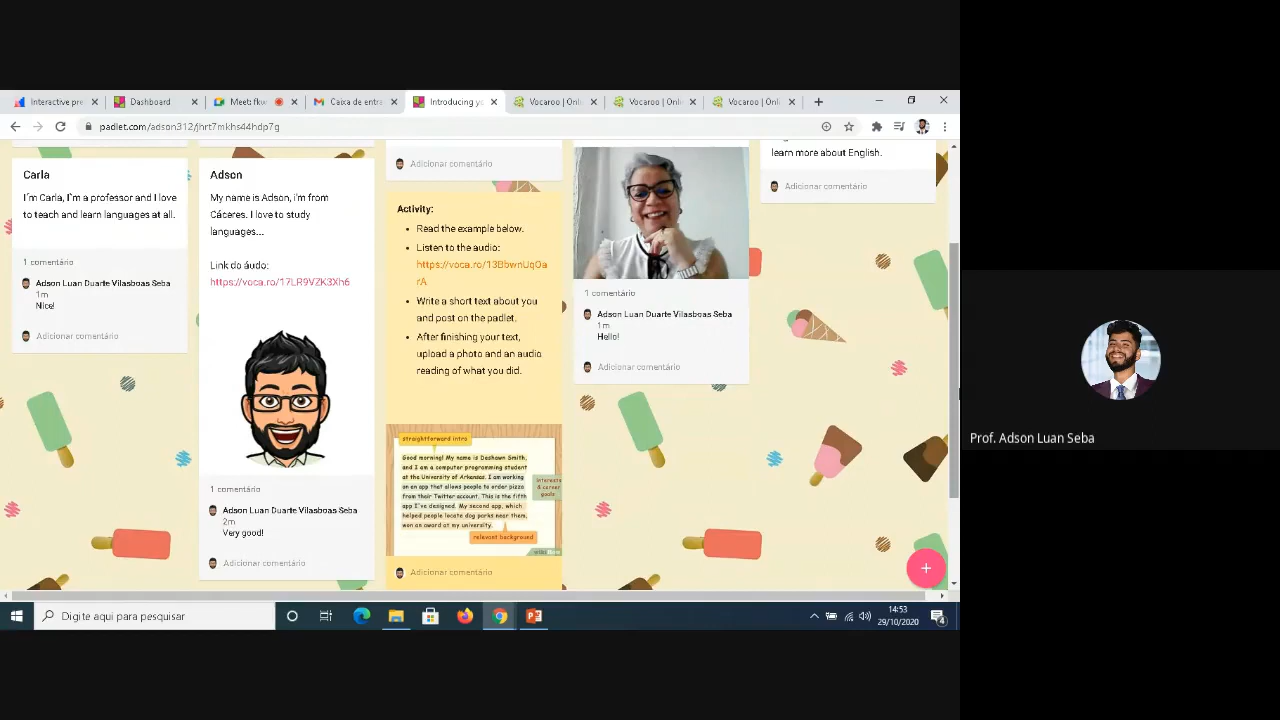 Interactive pre
Dashboard
Meet: fku
Caixa de entra
Introducing yo
Vocaroo | Onli
Vocaroo | Onli
Vocaroo | Onli
padlet.com/adson312/jhrt7mkhs44hdp7g
Carla
I´m Carla, I`m a professor and I love
to teach and learn languages at all.
1 comentário
Adson Luan Duarte Vilasboas Seba
1m
NIce!
Adicionar comentário
Adson
My name is Adson, i'm from
Cáceres. I love to study
languages...
Link do áudo:
https://voca.ro/17LR9VZK3Xh6
1 comentário
Adson Luan Duarte Vilasboas Seba
2m
Very good!
Adicionar comentário
Adicionar comentário
Activity:
Read the example below.
Listen to the audio:
https://voca.ro/13BbwnUqOa
rA
Write a short text about you
and post on the padlet.
After finishing your text,
upload a photo and an audio
reading of what you did.
straightforward intro
Good morning! My name is Deshawn Smith,
and I am a computer programming student
at the University of Arkansas. I am working
on an app that allows people to order pizza
from their Twitter account. This is the fifth
app I've designed. My second app, which
helped people locate dog parks near them,
won an award at my university.
interests
& career
goals
relevant background
Adicionar comentário
1 comentário
Adson Luan Duarte Vilasboas Seba
1m
Hello!
Adicionar comentário
learn more about English.
Adicionar comentário
Prof. Adson Luan Seba
Digite aqui para pesquisar
14:53
29/10/2020
4